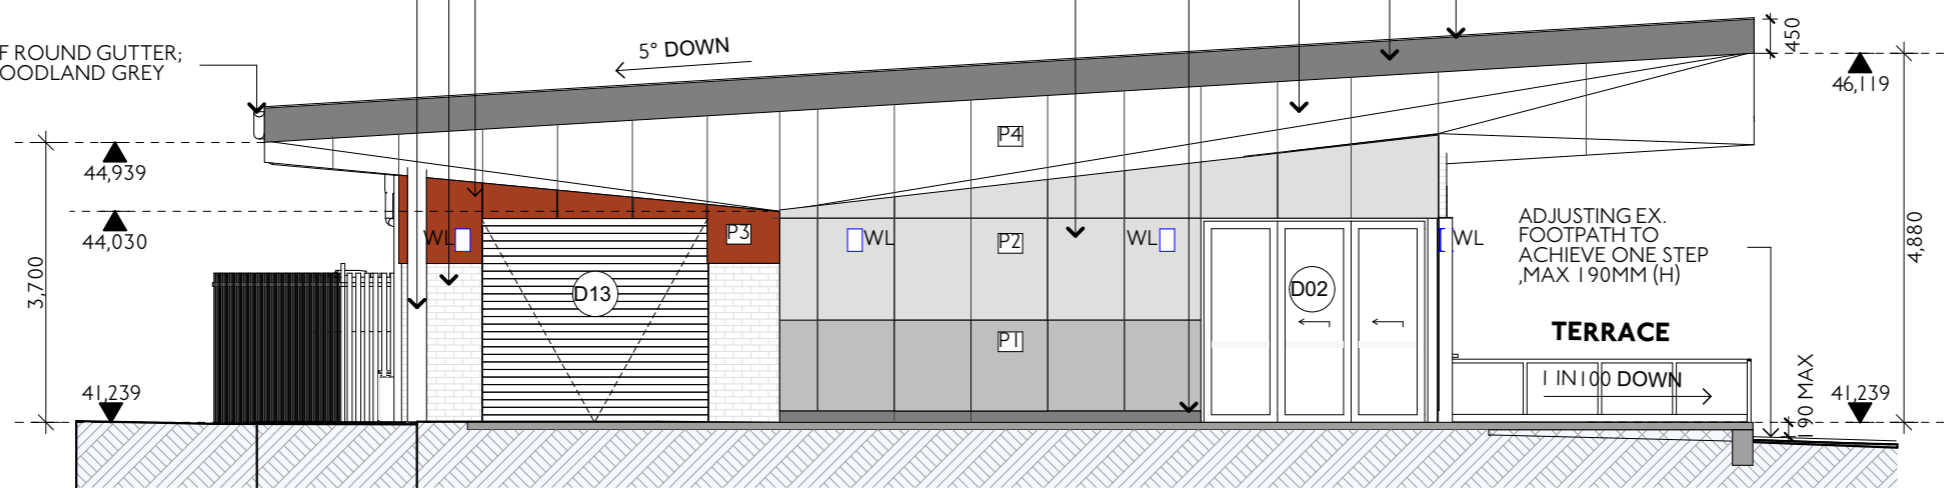 F ROUND GUTTER;
OODLAND GREY
5° DOWN
450
46,119
P4
44,939
44,030
3,700
WL
P3
WL
P2
WL
WL
ADJUSTING EX.
FOOTPATH TO
ACHIEVE ONE STEP
,MAX 190MM (H)
4,880
D13
D02
P1
TERRACE
1 IN100 DOWN
190 MAX
41,239
41,239